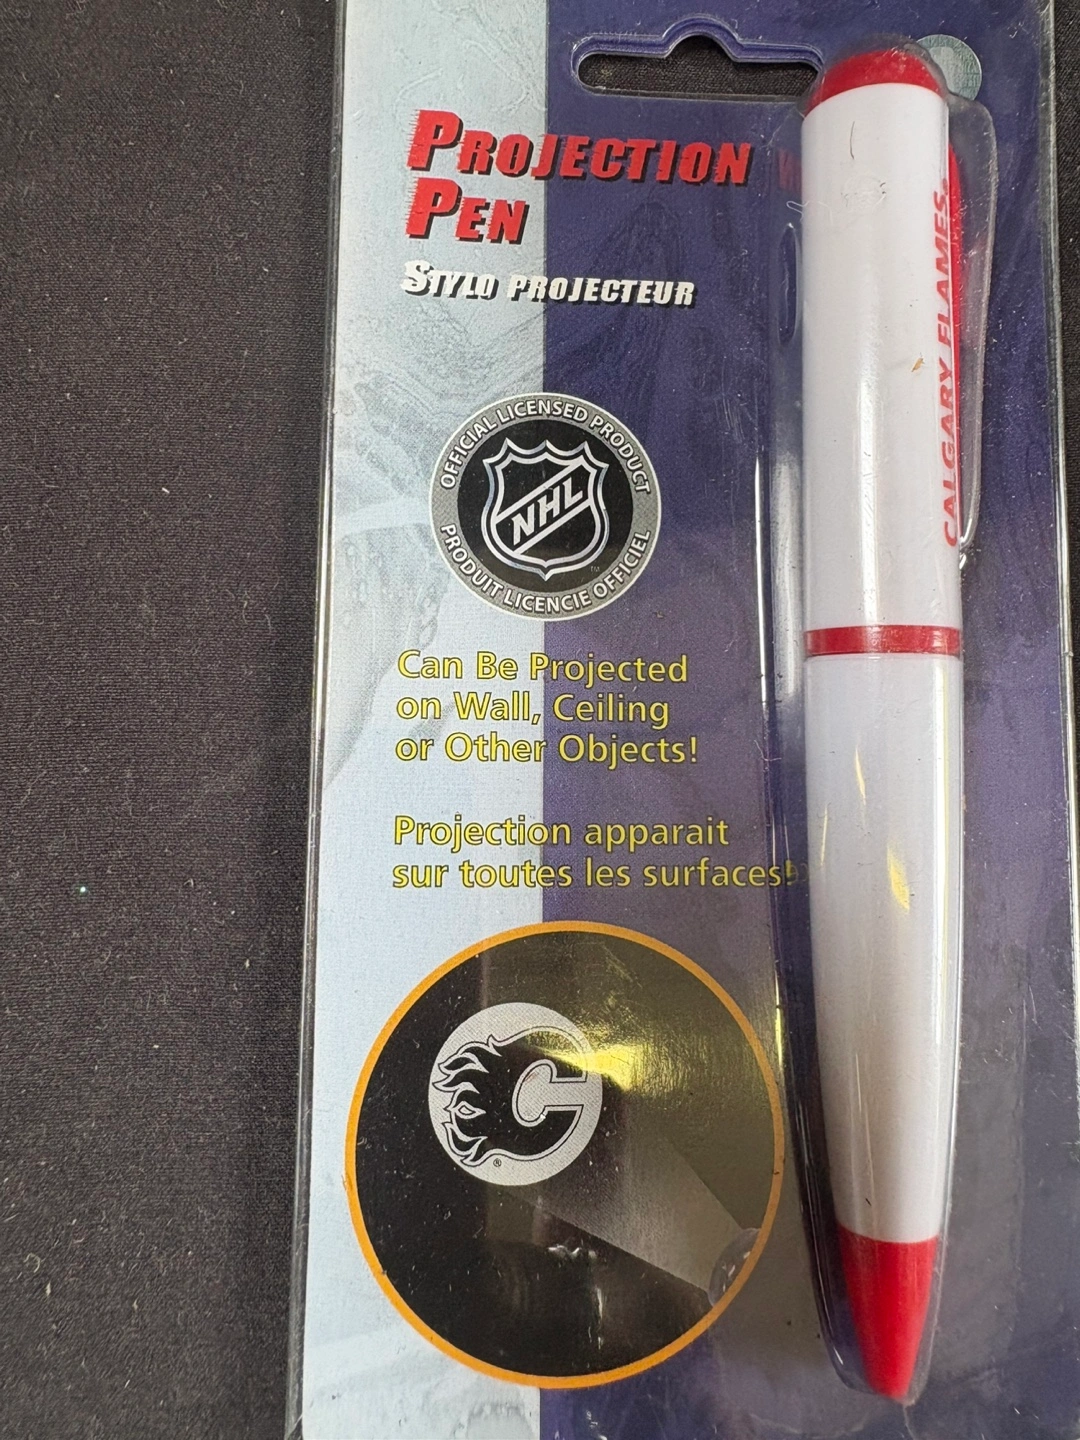 PROJECTION
PEN
STYLO PROJECTEUR
OFFICIAL LICENSED PRODUCT
NHL
™
PRODUIT LICENCIE OFFICIEL
Can Be Projected
on Wall, Ceiling
or Other Objects!
Projection apparait
sur toutes les surfaces!
C
®
CALGARY FLAMES®